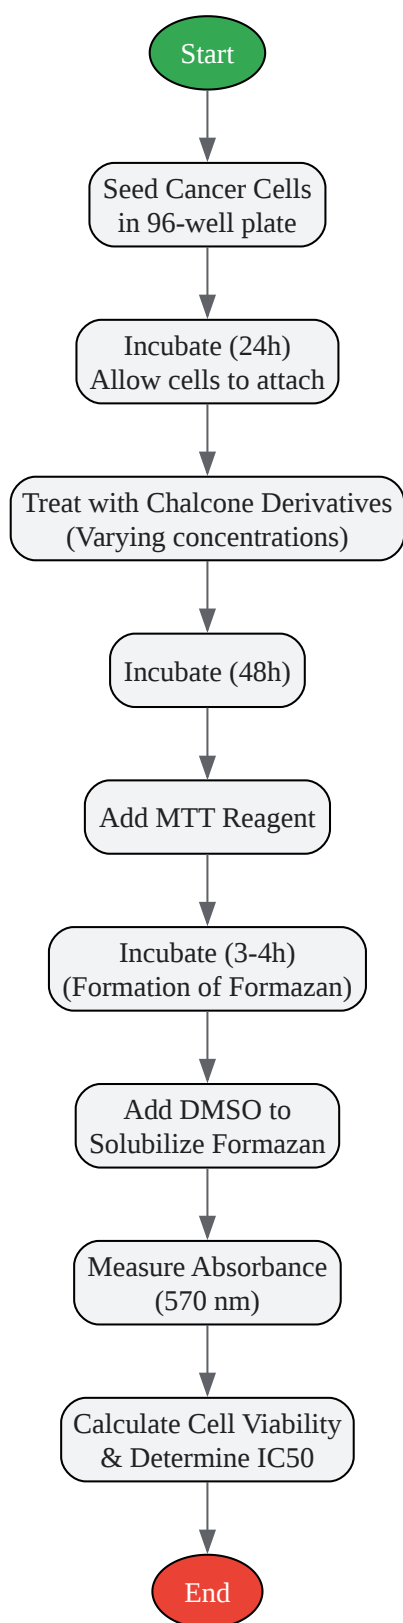 Start
Seed Cancer Cells
in 96-well plate
Incubate (24h)
Allow cells to attach
Treat with Chalcone Derivatives
(Varying concentrations)
Incubate (48h)
Add MTT Reagent
Incubate (3-4h)
(Formation of Formazan)
Add DMSO to
Solubilize Formazan
Measure Absorbance
(570 nm)
Calculate Cell Viability
& Determine IC50
End